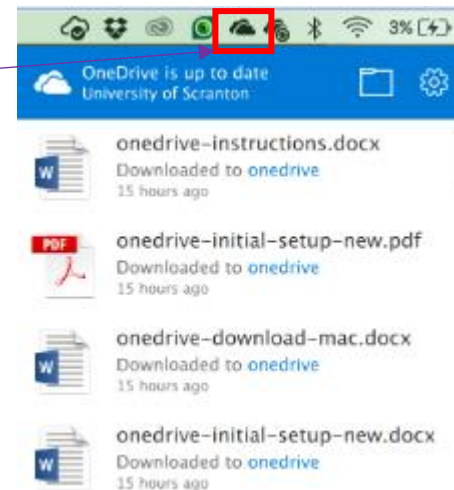 3%
OneDrive is up to date
University of Scranton
onedrive-instructions.docx
Downloaded to onedrive
15 hours ago
PDF
onedrive-initial-setup-new.pdf
Downloaded to onedrive
15 hours ago
onedrive-download-mac.docx
Downloaded to onedrive
15 hours ago
onedrive-initial-setup-new.docx
Downloaded to onedrive
15 hours ago